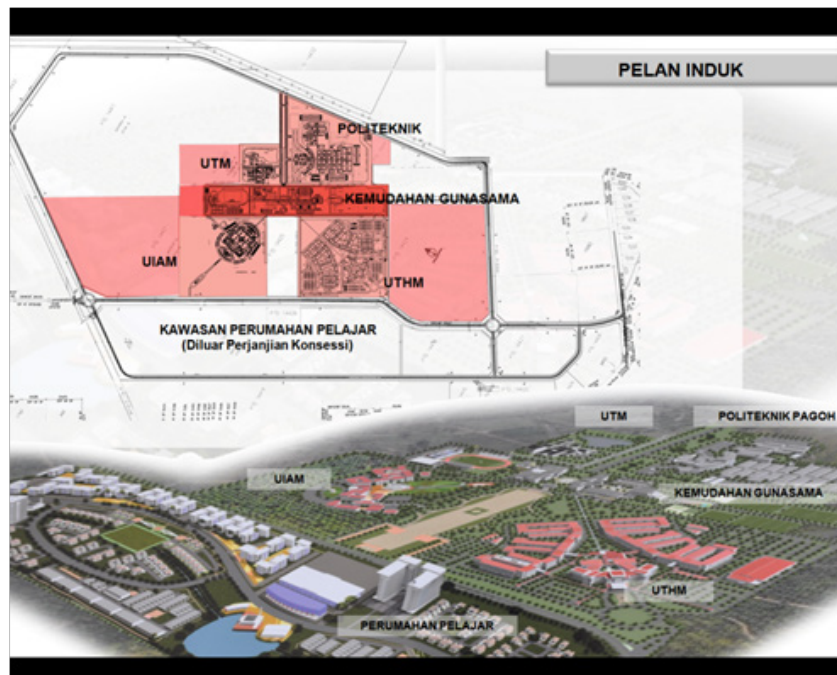 PELAN INDUK
POLITEKNIK
UTM
KEMUDAHAN GUNASAMA
UIAM
UTHM
KAWASAN PERUMAHAN PELAJAR
(Diluar Perjanjian Konsessi)
UTM
POLITEKNIK PAGOH
UIAM
KEMUDAHAN GUNASAMA
UTHM
PERUMAHAN PELAJAR